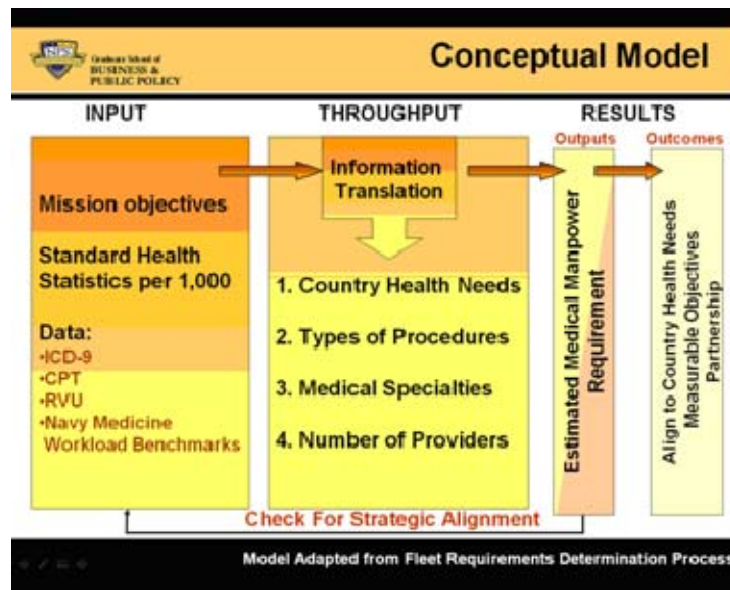 NPS
Graduate School of
BUSINESS &
PUBLIC POLICY
Conceptual Model
INPUT
THROUGHPUT
RESULTS
Outputs
Outcomes
Mission objectives
Standard Health
Statistics per 1,000
Data:
•ICD-9
•CPT
•RVU
•Navy Medicine
Workload Benchmarks
Information
Translation
1. Country Health Needs
2. Types of Procedures
3. Medical Specialties
4. Number of Providers
Estimated Medical Manpower
Requirement
Align to Country Health Needs
Measurable Objectives
Partnership
Check For Strategic Alignment
Model Adapted from Fleet Requirements Determination Process